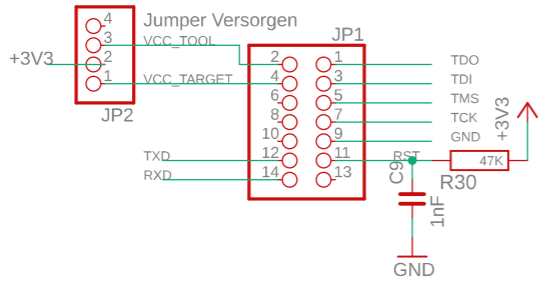 4
Jumper Versorgen
3
VCC_TOOL
JP1
+3V3
2
2
1
TDO
1
VCC_TARGET
4
3
TDI
JP2
6
5
TMS
8
7
TCK
+3V3
10
9
GND
TXD
12
11
RST
47K
RXD
14
13
C9
R30
1nF
GND